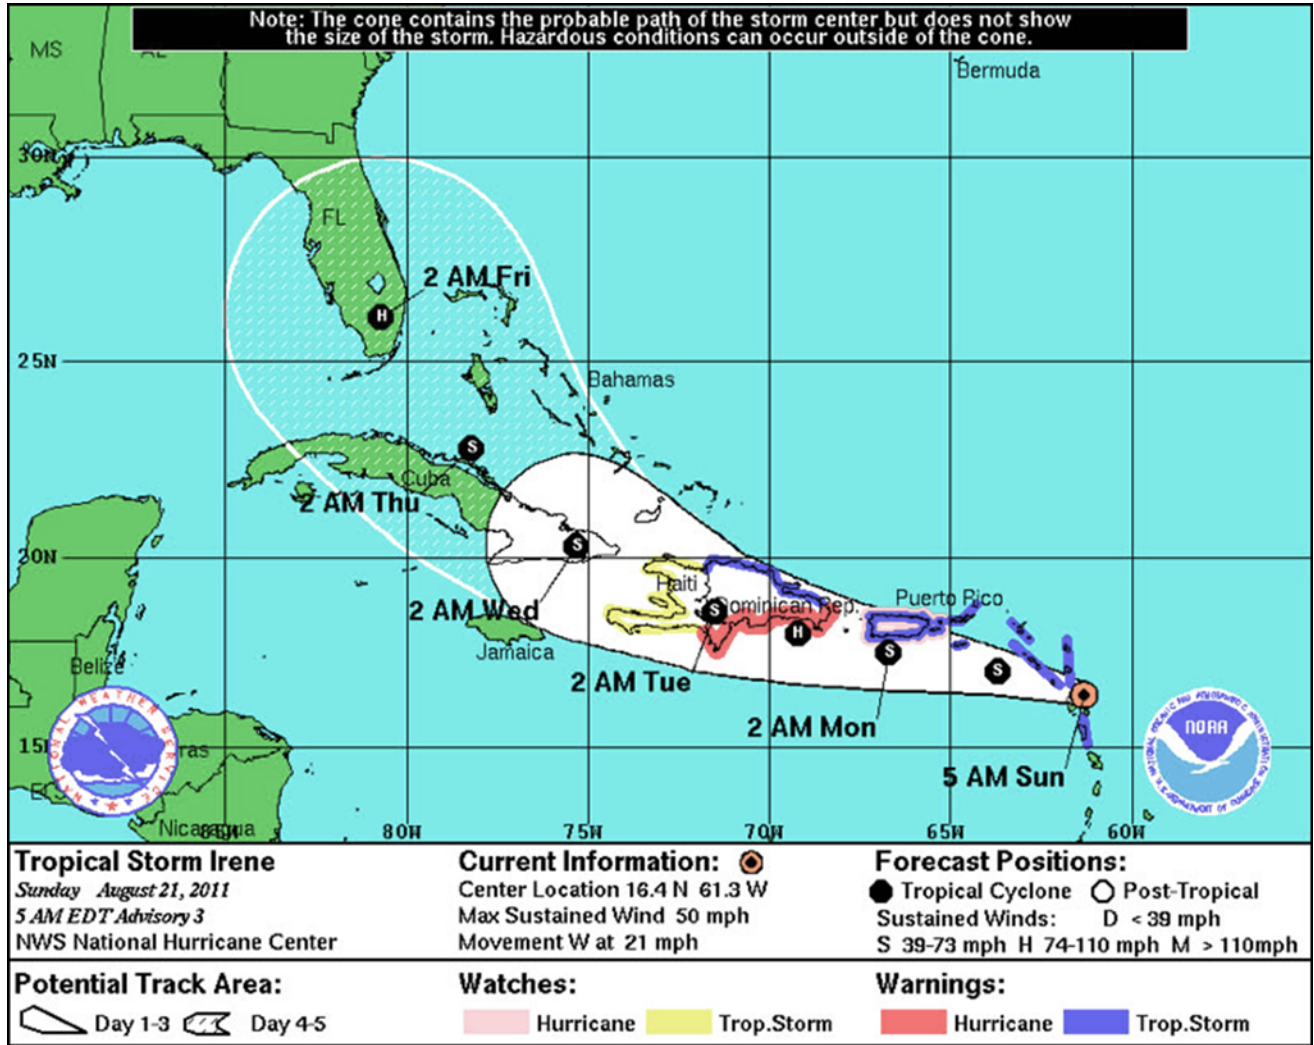 Note: The cone contains the probable path of the storm center but does not show
the size of the storm. Hazardous conditions can occur outside of the cone.
MS
AL
Bermuda
30N
FL
2 AM Fri
25N
Bahamas
Cuba
2 AM Thu
20N
Haiti
Dominican Rep.
Puerto Rico
2 AM Wed
Jamaica
Belize
2 AM Tue
2 AM Mon
NATIONAL WEATHER SERVICE
NOAA
15N
ras
5 AM Sun
Nicaragua
85W
80W
75W
70W
65W
60W
H
S
S
S
H
S
S
Tropical Storm Irene
Sunday August 21, 2011
5 AM EDT Advisory 3
NWS National Hurricane Center
Current Information:
Center Location 16.4 N 61.3 W
Max Sustained Wind 50 mph
Movement W at 21 mph
Forecast Positions:
Tropical Cyclone Post-Tropical
Sustained Winds: D < 39 mph
S 39-73 mph H 74-110 mph M > 110mph
Potential Track Area:
Day 1-3 Day 4-5
Watches:
Hurricane Trop.Storm
Warnings:
Hurricane Trop.Storm